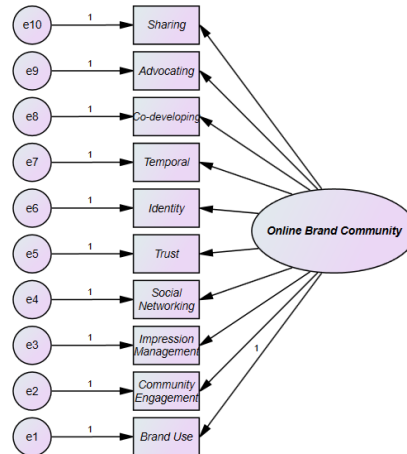 e10 1 Sharing
e9 1 Advocating
e8 1 Co-developing
e7 1 Temporal
e6 1 Identity
Online Brand Community
e5 1 Trust
e4 1 Social
Networking
e3 1 Impression
Management
1
e2 1 Community
Engagement
e1 1 Brand Use